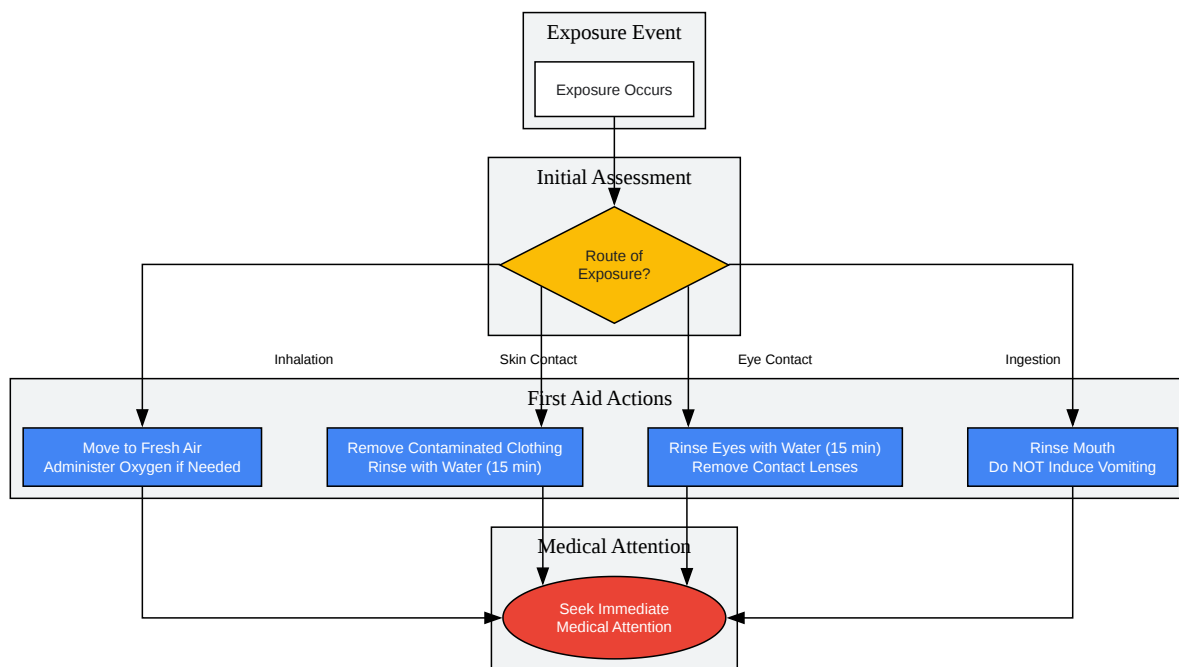 Exposure Event
Exposure Occurs
Initial Assessment
Route of
Exposure?
Inhalation
Skin Contact
Eye Contact
Ingestion
First Aid Actions
Move to Fresh Air
Administer Oxygen if Needed
Remove Contaminated Clothing
Rinse with Water (15 min)
Rinse Eyes with Water (15 min)
Remove Contact Lenses
Rinse Mouth
Do NOT Induce Vomiting
Medical Attention
Seek Immediate
Medical Attention